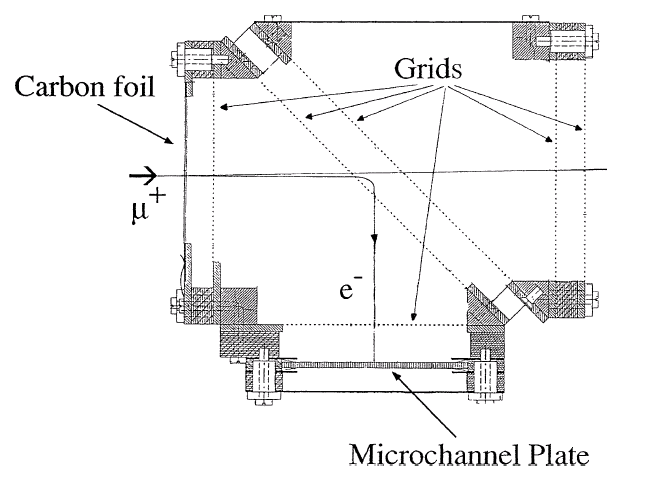 Grids
Carbon foil
μ⁺
e⁻
Microchannel Plate